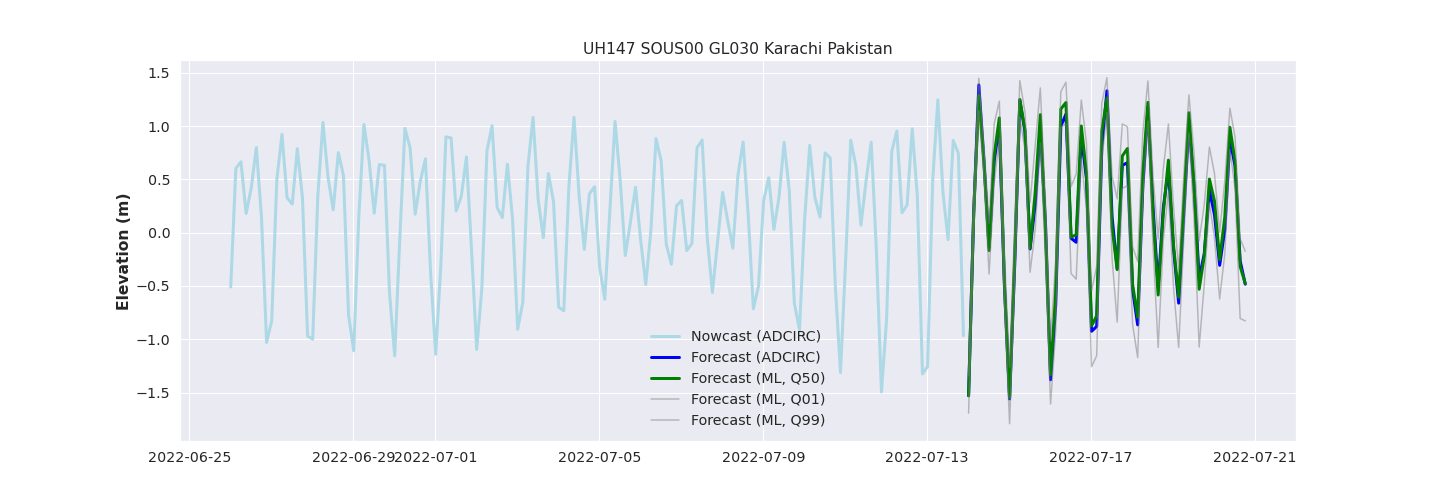 UH147 SOUS00 GL030 Karachi Pakistan
1.5
1.0
0.5
0.0
−0.5
−1.0
−1.5
Elevation (m)
Nowcast (ADCIRC)
Forecast (ADCIRC)
Forecast (ML, Q50)
Forecast (ML, Q01)
Forecast (ML, Q99)
2022-06-25 2022-06-29 2022-07-01 2022-07-05 2022-07-09 2022-07-13 2022-07-17 2022-07-21